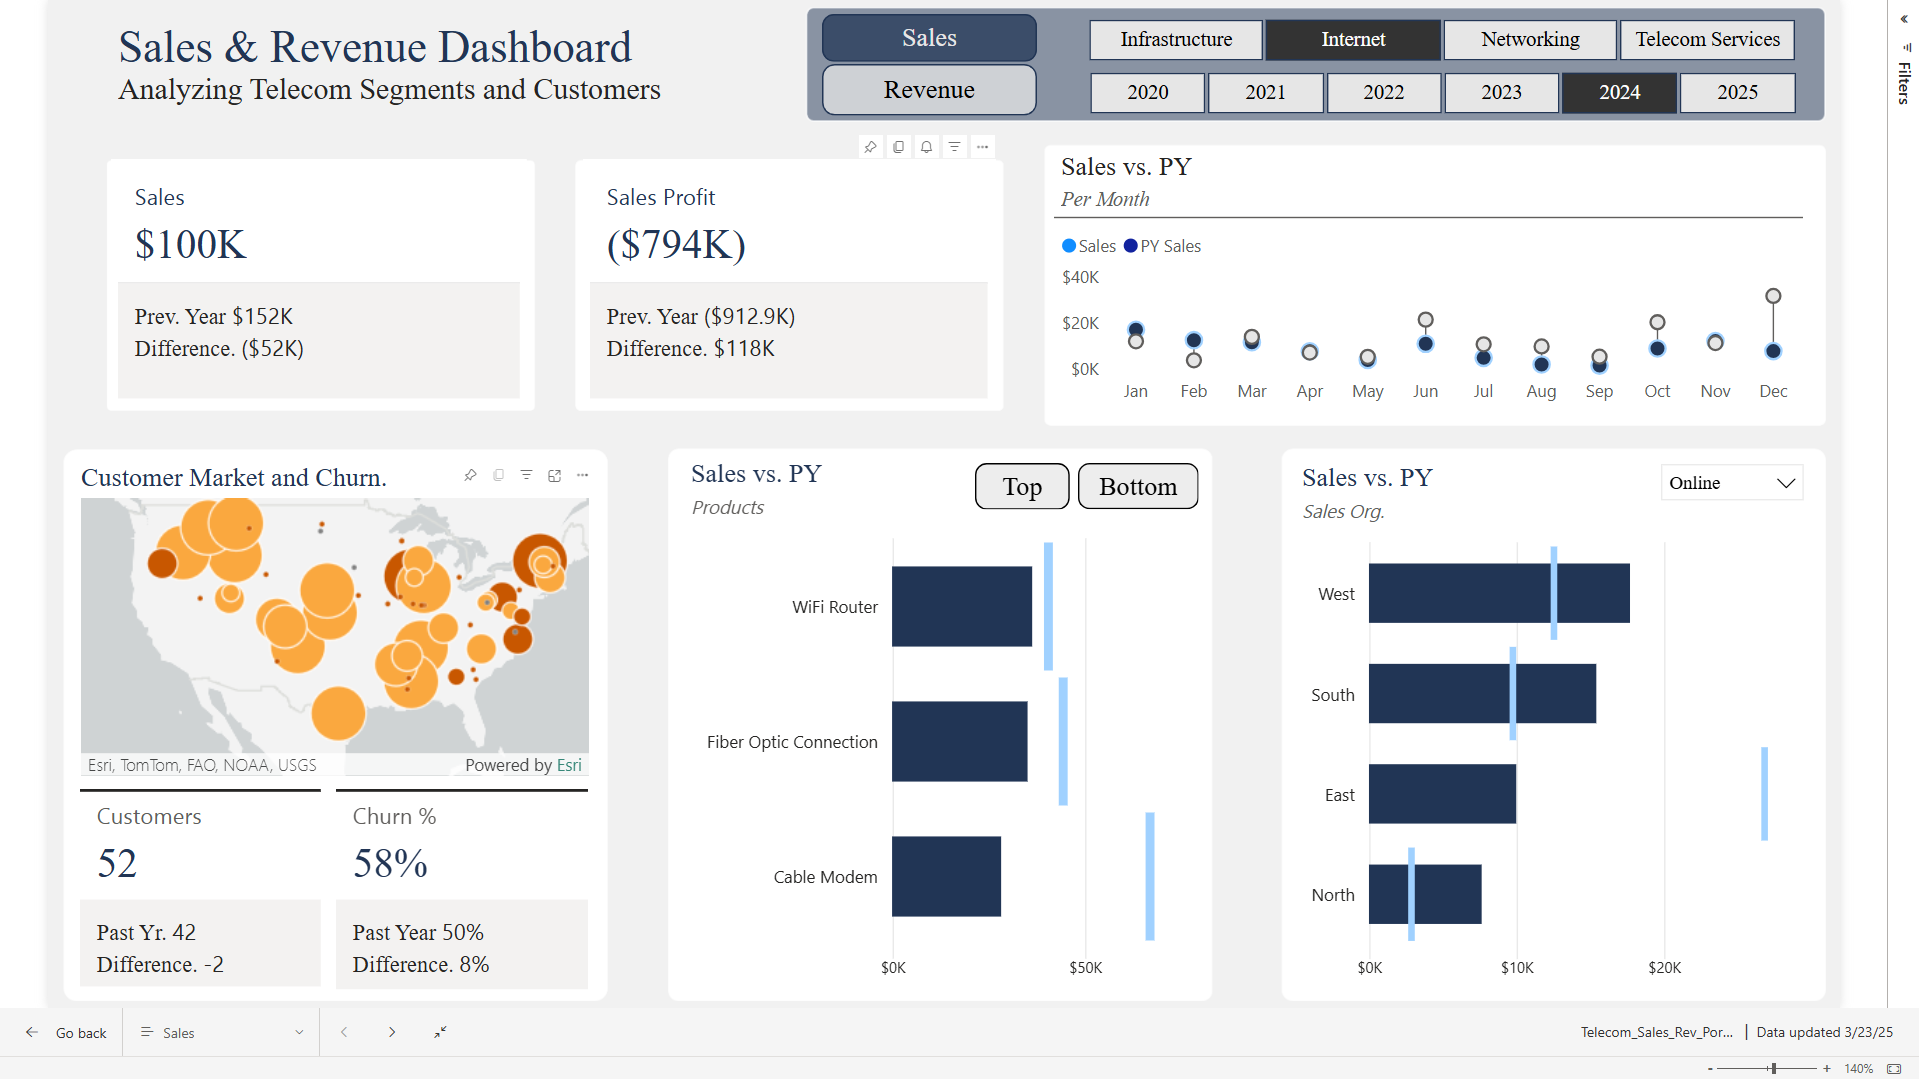 Sales & Revenue Dashboard
Analyzing Telecom Segments and Customers
Sales
Revenue
Infrastructure
Internet
Networking
Telecom Services
2020
2021
2022
2023
2024
2025
Filters
Sales
$100K
Prev. Year $152K
Difference. ($52K)
Sales Profit
($794K)
Prev. Year ($912.9K)
Difference. $118K
Sales vs. PY
Per Month
Sales
PY Sales
$40K
$20K
$0K
Jan
Feb
Mar
Apr
May
Jun
Jul
Aug
Sep
Oct
Nov
Dec
Customer Market and Churn.
Esri, TomTom, FAO, NOAA, USGS
Powered by Esri
Customers
52
Past Yr. 42
Difference. -2
Churn %
58%
Past Year 50%
Difference. 8%
Sales vs. PY
Products
Top
Bottom
WiFi Router
Fiber Optic Connection
Cable Modem
$0K
$50K
Sales vs. PY
Sales Org.
Online
West
South
East
North
$0K
$10K
$20K
Go back
Sales
Telecom_Sales_Rev_Por... | Data updated 3/23/25
- + 140%